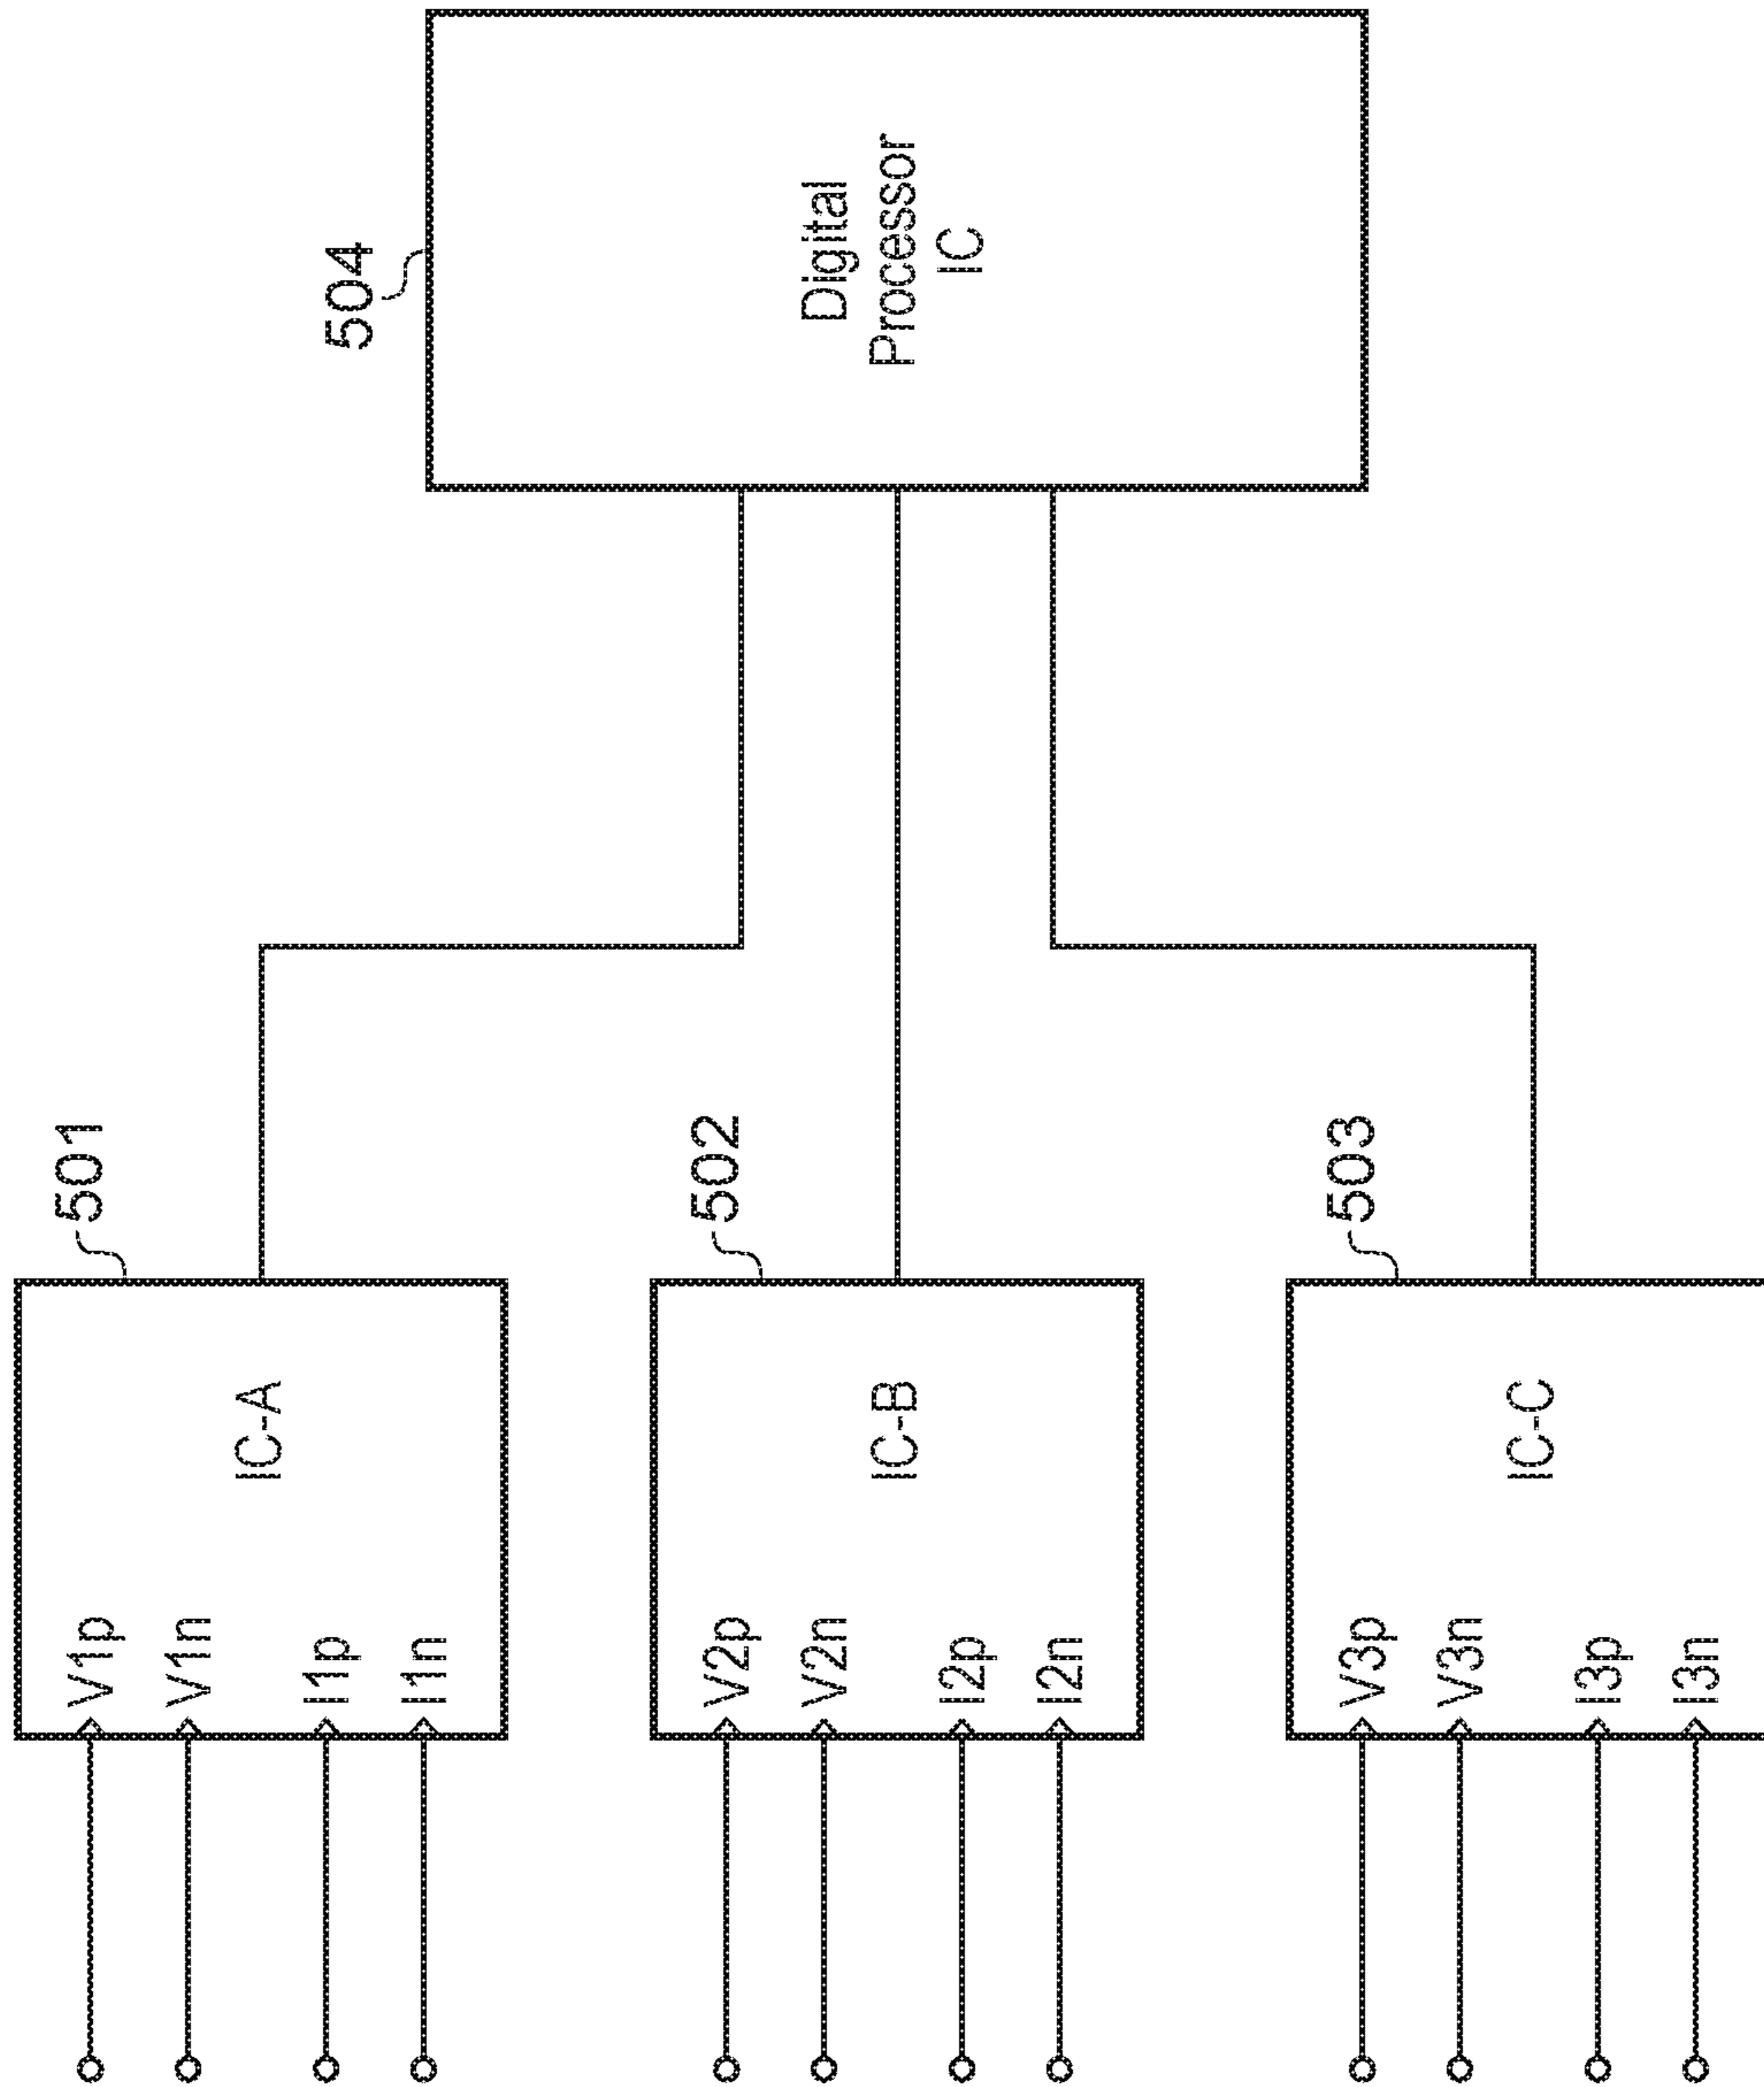 501
V1p
V1n
I1p
I1n
IC-A
502
V2p
V2n
I2p
I2n
IC-B
503
V3p
V3n
I3p
I3n
IC-C
504
Digital
Processor
IC